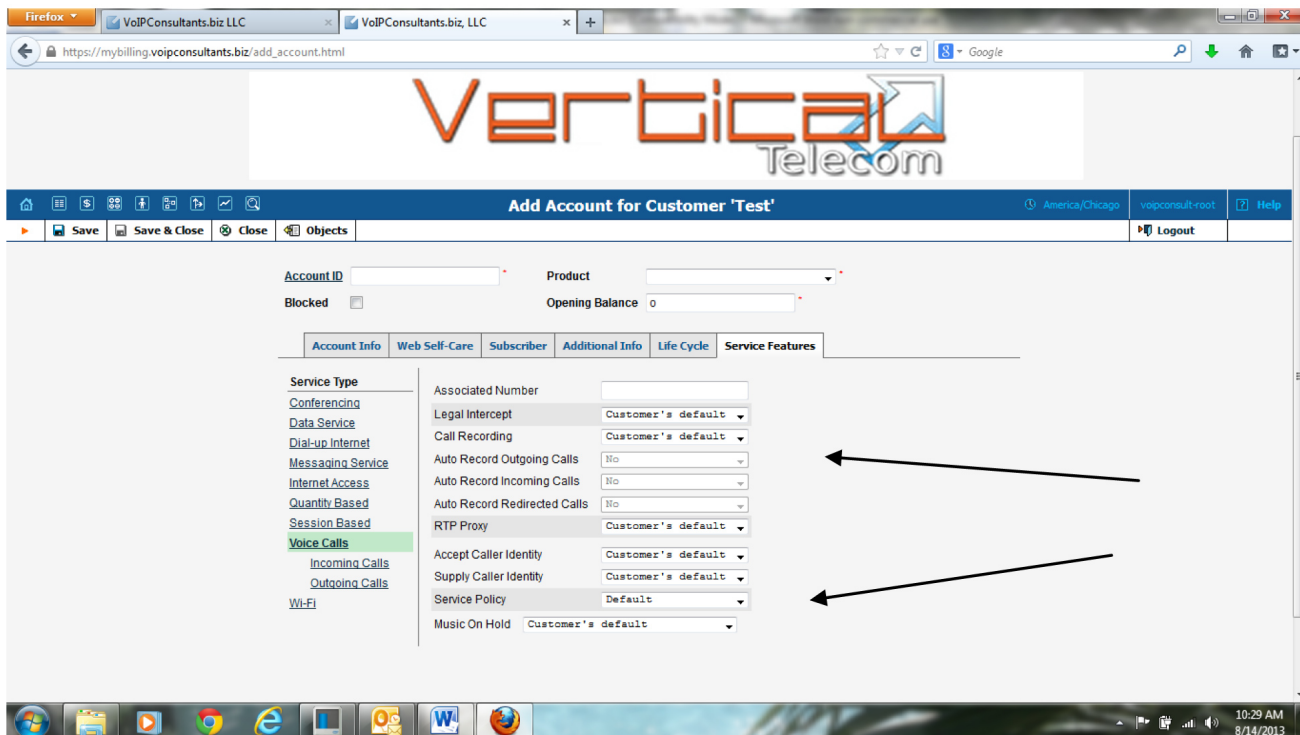 Firefox
VoIPConsultants.biz LLC
VoIPConsultants.biz, LLC
https://mybilling.voipconsultants.biz/add_account.html
Google
Vertical
Telecom
Add Account for Customer 'Test'
America/Chicago
voipconsult-root
Help
Save
Save & Close
Close
Objects
Logout
Account ID
*
Product
*
Blocked
Opening Balance 0
*
Account Info
Web Self-Care
Subscriber
Additional Info
Life Cycle
Service Features
Service Type
Conferencing
Data Service
Dial-up Internet
Messaging Service
Internet Access
Quantity Based
Session Based
Voice Calls
Incoming Calls
Outgoing Calls
Wi-Fi
Associated Number
Legal Intercept Customer's default
Call Recording Customer's default
Auto Record Outgoing Calls No
Auto Record Incoming Calls No
Auto Record Redirected Calls No
RTP Proxy Customer's default
Accept Caller Identity Customer's default
Supply Caller Identity Customer's default
Service Policy Default
Music On Hold Customer's default
10:29 AM
8/14/2013